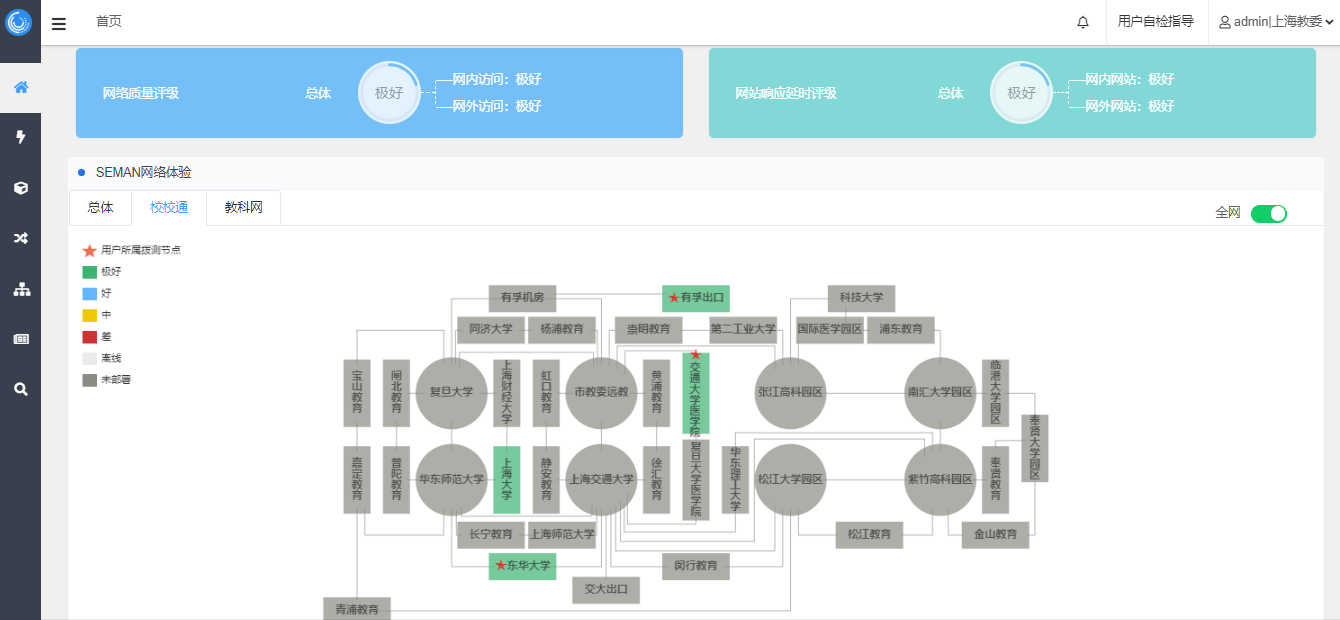 首页
用户自检指导
admin|上海教委
网络质量评级
总体
极好
网内访问：极好
网外访问：极好
网站响应延时评级
总体
极好
网内网站：极好
网外网站：极好
SEMAN网络体验
总体
校校通
教科网
全网
用户所属拨测节点
极好
好
中
差
离线
未部署
有孚机房
有孚出口
科技大学
同济大学
杨浦教育
崇明教育
第二工业大学
国际医学园区
浦东教育
宝山教育
闸北教育
复旦大学
上海财经大学
虹口教育
市教委远教
黄浦教育
交通大学医学院
张江高科园区
南汇大学园区
临港大学园区
奉贤大学园区
嘉定教育
普陀教育
华东师范大学
上海大学
静安教育
上海交通大学
徐汇教育
复旦大学医学院
华东理工大学
松江大学园区
紫竹高科园区
奉贤教育
长宁教育
上海师范大学
松江教育
金山教育
东华大学
闵行教育
交大出口
青浦教育